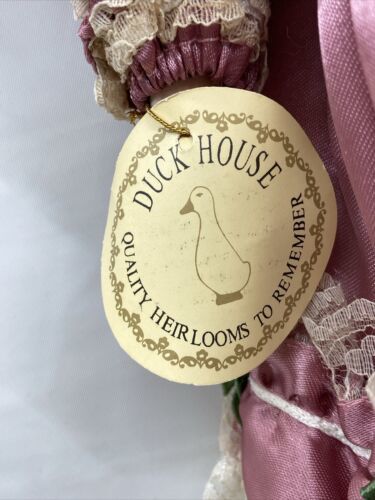 DUCK HOUSE
QUALITY HEIRLOOMS TO REMEMBER